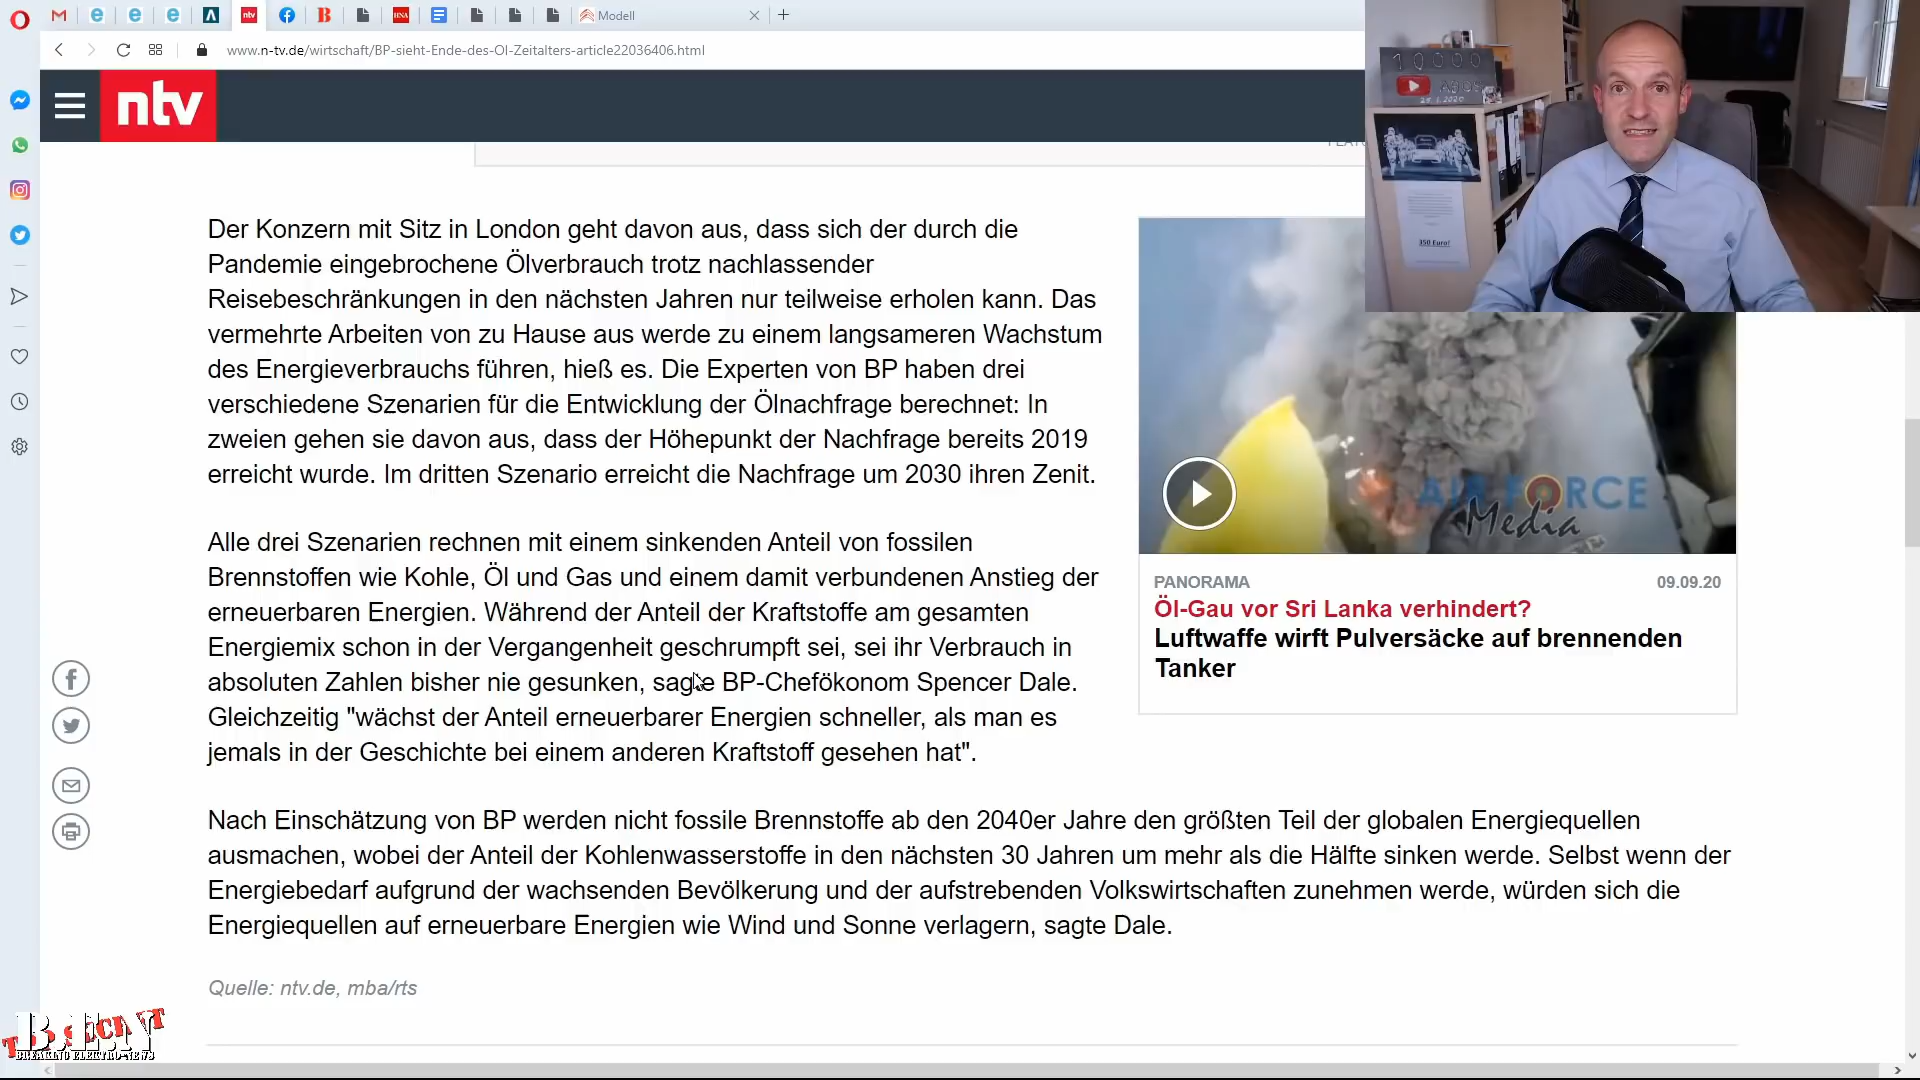 Modell
www.n-tv.de/wirtschaft/BP-sieht-Ende-des-Ol-Zeitalters-article22036406.html
ntv
10000
ABOS
350 Euro!
Der Konzern mit Sitz in London geht davon aus, dass sich der durch die
Pandemie eingebrochene Ölverbrauch trotz nachlassender
Reisebeschränkungen in den nächsten Jahren nur teilweise erholen kann. Das
vermehrte Arbeiten von zu Hause aus werde zu einem langsameren Wachstum
des Energieverbrauchs führen, hieß es. Die Experten von BP haben drei
verschiedene Szenarien für die Entwicklung der Ölnachfrage berechnet: In
zweien gehen sie davon aus, dass der Höhepunkt der Nachfrage bereits 2019
erreicht wurde. Im dritten Szenario erreicht die Nachfrage um 2030 ihren Zenit.
Alle drei Szenarien rechnen mit einem sinkenden Anteil von fossilen
Brennstoffen wie Kohle, Öl und Gas und einem damit verbundenen Anstieg der
erneuerbaren Energien. Während der Anteil der Kraftstoffe am gesamten
Energiemix schon in der Vergangenheit geschrumpft sei, sei ihr Verbrauch in
absoluten Zahlen bisher nie gesunken, sagte BP-Chefökonom Spencer Dale.
Gleichzeitig "wächst der Anteil erneuerbarer Energien schneller, als man es
jemals in der Geschichte bei einem anderen Kraftstoff gesehen hat".
AIR FORCE
Media
PANORAMA 09.09.20
Öl-Gau vor Sri Lanka verhindert?
Luftwaffe wirft Pulversäcke auf brennenden
Tanker
Nach Einschätzung von BP werden nicht fossile Brennstoffe ab den 2040er Jahre den größten Teil der globalen Energiequellen
ausmachen, wobei der Anteil der Kohlenwasserstoffe in den nächsten 30 Jahren um mehr als die Hälfte sinken werde. Selbst wenn der
Energiebedarf aufgrund der wachsenden Bevölkerung und der aufstrebenden Volkswirtschaften zunehmen werde, würden sich die
Energiequellen auf erneuerbare Energien wie Wind und Sonne verlagern, sagte Dale.
Quelle: ntv.de, mba/rts
BREAKING ELEKTRO-NEWS